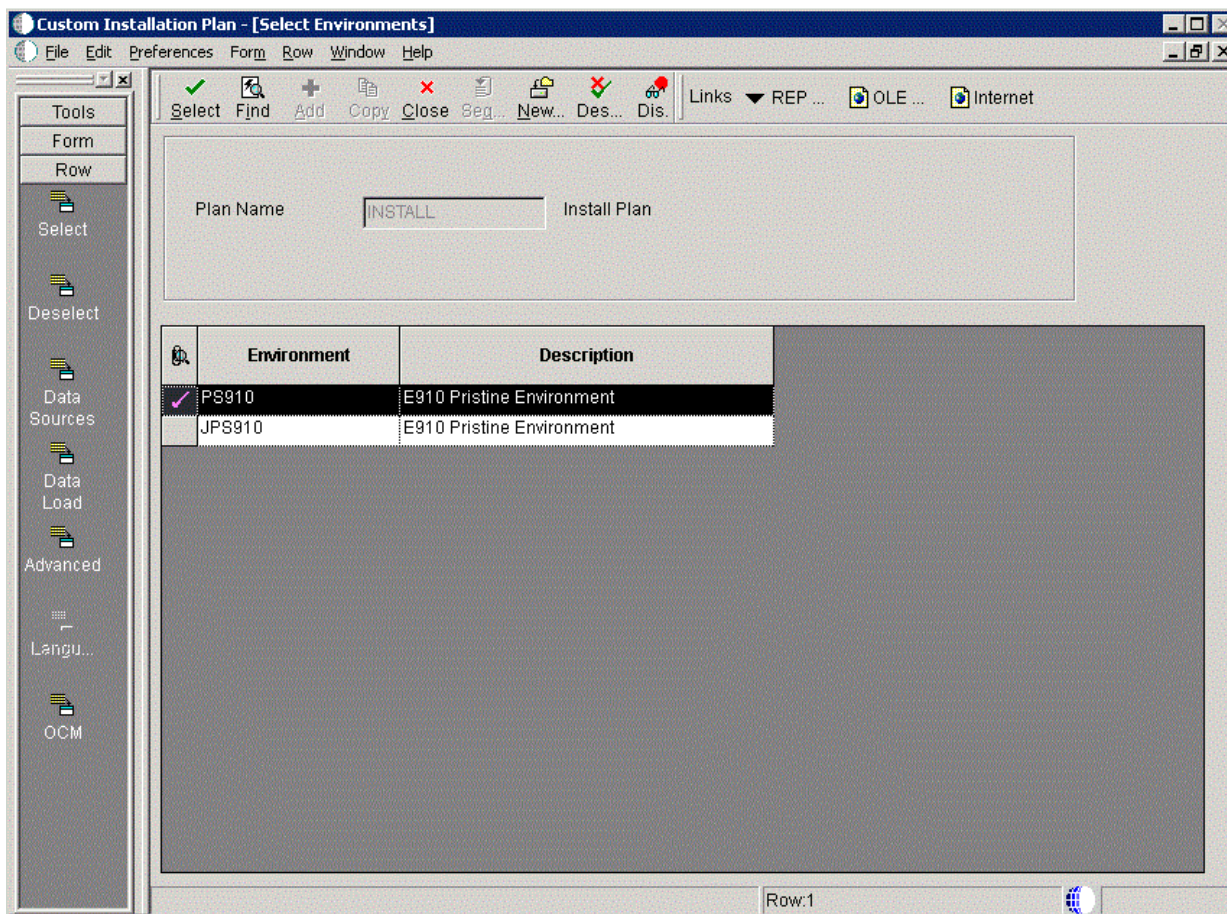 Custom Installation Plan - [Select Environments]
File Edit Preferences Form Row Window Help
Select Find Add Copy Close Seq... New... Des... Dis. Links REP ... OLE ... Internet
Tools
Form
Row
Select
Deselect
Data
Sources
Data
Load
Advanced
Langu...
OCM
Plan Name INSTALL Install Plan
Environment Description
PS910 E910 Pristine Environment
JPS910 E910 Pristine Environment
Row:1